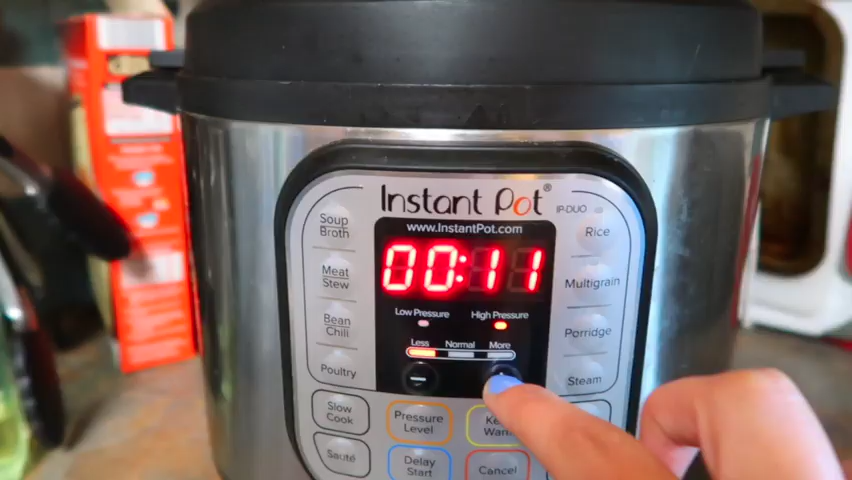 Instant Pot®
IP-DUO
www.InstantPot.com
00:11
Low Pressure
High Pressure
Less
Normal
More
Soup
Broth
Meat
Stew
Bean
Chili
Poultry
Slow
Cook
Sauté
Rice
Multigrain
Porridge
Steam
Pressure
Level
Delay
Start
Cancel